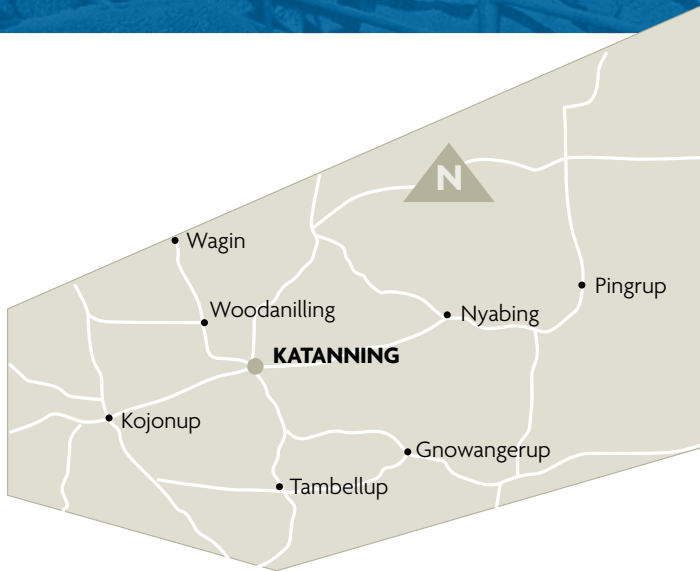 N
Wagin
Pingrup
Woodanilling
Nyabing
KATANNING
Kojonup
Gnowangerup
Tambellup